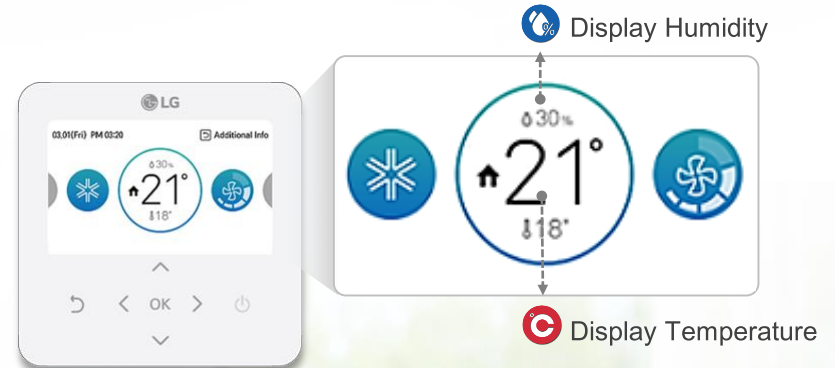 LG
03.01(Fri) PM 03:20
Additional Info
30%
21°
18°
OK
% Display Humidity
30%
21°
18°
°C Display Temperature